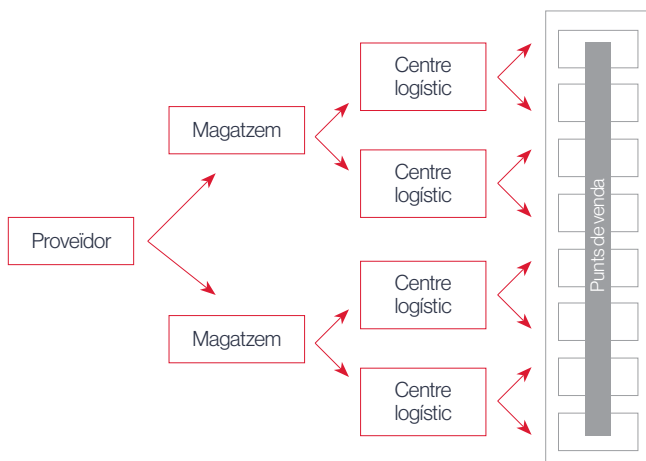 Proveïdor
Magatzem
Magatzem
Centre
logístic
Centre
logístic
Centre
logístic
Centre
logístic
Punts de venda